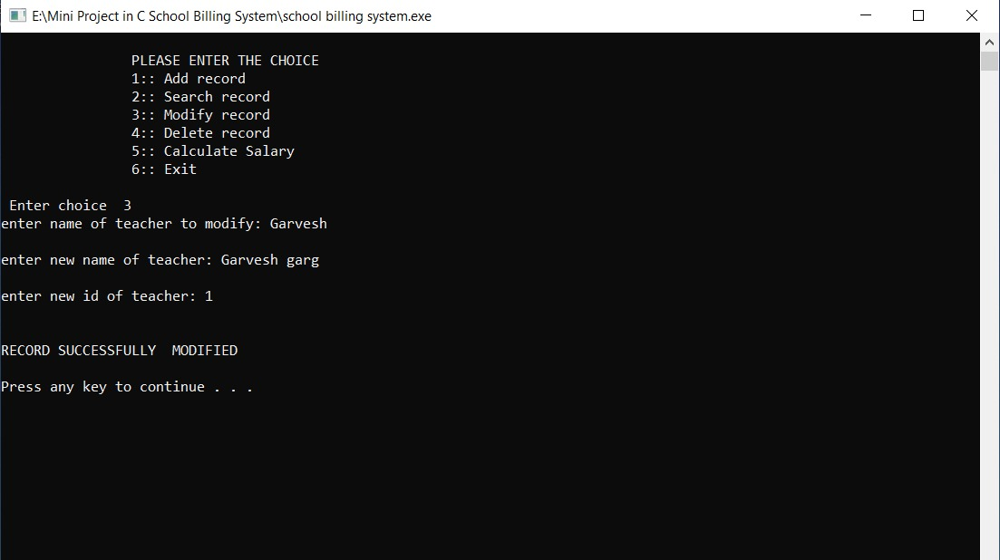 E:\Mini Project in C School Billing System\school billing system.exe
PLEASE ENTER THE CHOICE
1:: Add record
2:: Search record
3:: Modify record
4:: Delete record
5:: Calculate Salary
6:: Exit
Enter choice  3
enter name of teacher to modify: Garvesh
enter new name of teacher: Garvesh garg
enter new id of teacher: 1
RECORD SUCCESSFULLY  MODIFIED
Press any key to continue . . .